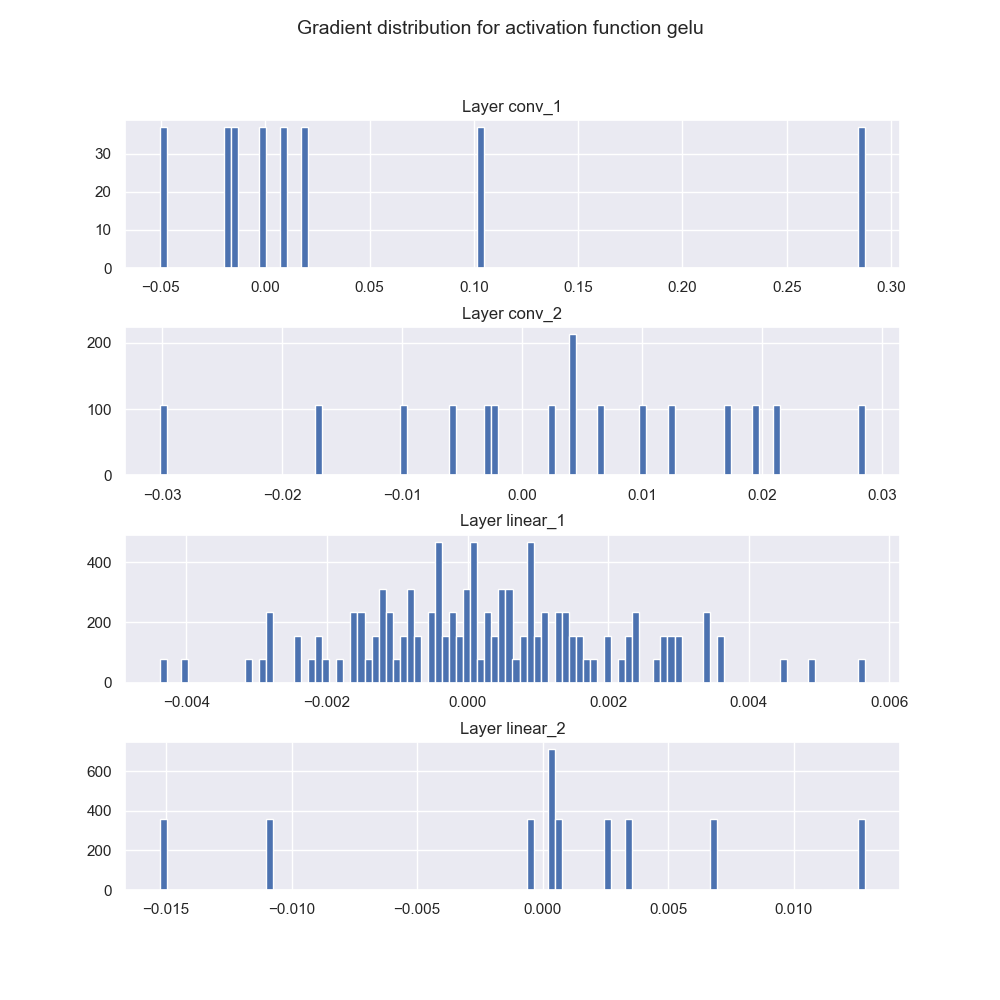 Gradient distribution for activation function gelu
Layer conv_1
30
20
10
0
−0.05 0.00 0.05 0.10 0.15 0.20 0.25 0.30
Layer conv_2
200
100
0
−0.03 −0.02 −0.01 0.00 0.01 0.02 0.03
Layer linear_1
400
200
0
−0.004 −0.002 0.000 0.002 0.004 0.006
Layer linear_2
600
400
200
0
−0.015 −0.010 −0.005 0.000 0.005 0.010